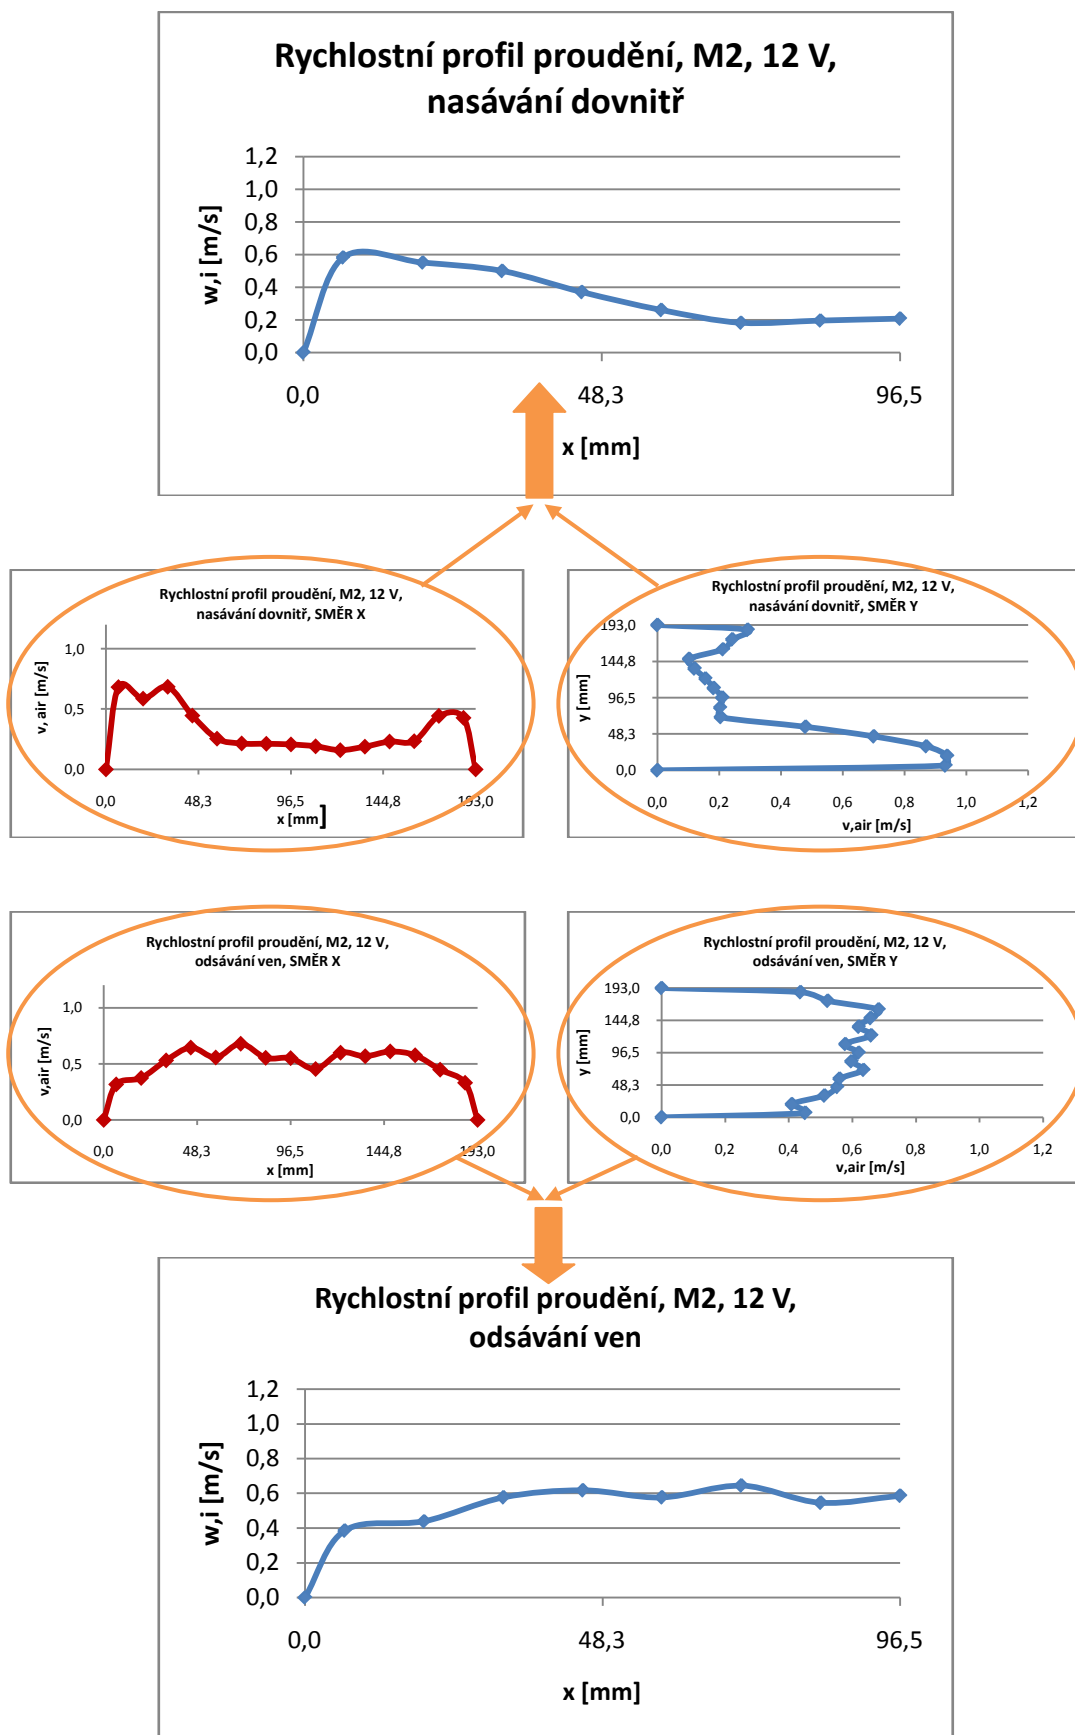 Rychlostní profil proudění, M2, 12 V,
nasávání dovnitř
w,i [m/s]
1,2
1,0
0,8
0,6
0,4
0,2
0,0
0,0 48,3 96,5
x [mm]
Rychlostní profil proudění, M2, 12 V,
nasávání dovnitř, SMĚR X
v, air [m/s]
1,0
0,5
0,0
0,0 48,3 96,5 144,8 193,0
x [mm]
Rychlostní profil proudění, M2, 12 V,
nasávání dovnitř, SMĚR Y
y [mm]
193,0
144,8
96,5
48,3
0,0
0,0 0,2 0,4 0,6 0,8 1,0 1,2
v,air [m/s]
Rychlostní profil proudění, M2, 12 V,
odsávání ven, SMĚR X
v,air [m/s]
1,0
0,5
0,0
0,0 48,3 96,5 144,8 193,0
x [mm]
Rychlostní profil proudění, M2, 12 V,
odsávání ven, SMĚR Y
y [mm]
193,0
144,8
96,5
48,3
0,0
0,0 0,2 0,4 0,6 0,8 1,0 1,2
v,air [m/s]
Rychlostní profil proudění, M2, 12 V,
odsávání ven
w,i [m/s]
1,2
1,0
0,8
0,6
0,4
0,2
0,0
0,0 48,3 96,5
x [mm]